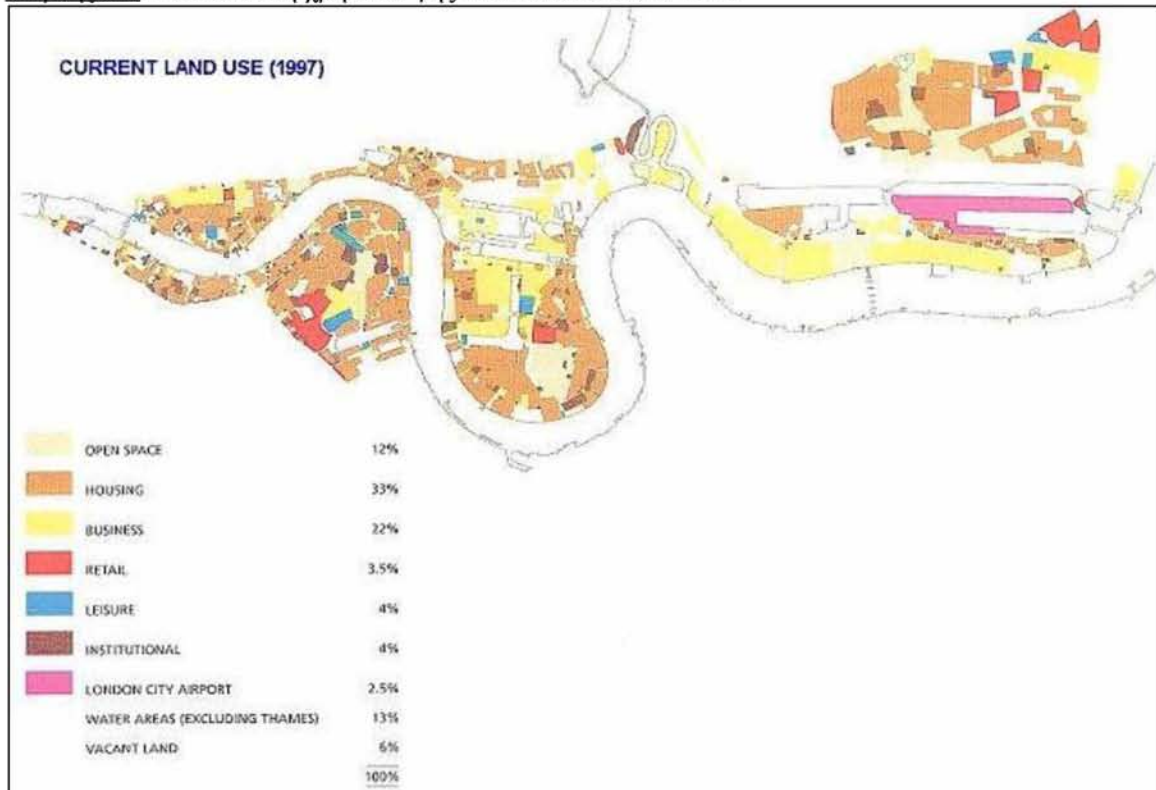 CURRENT LAND USE (1997)
OPEN SPACE 12%
HOUSING 33%
BUSINESS 22%
RETAIL 3.5%
LEISURE 4%
INSTITUTIONAL 4%
LONDON CITY AIRPORT 2.5%
WATER AREAS (EXCLUDING THAMES) 13%
VACANT LAND 6%
100%